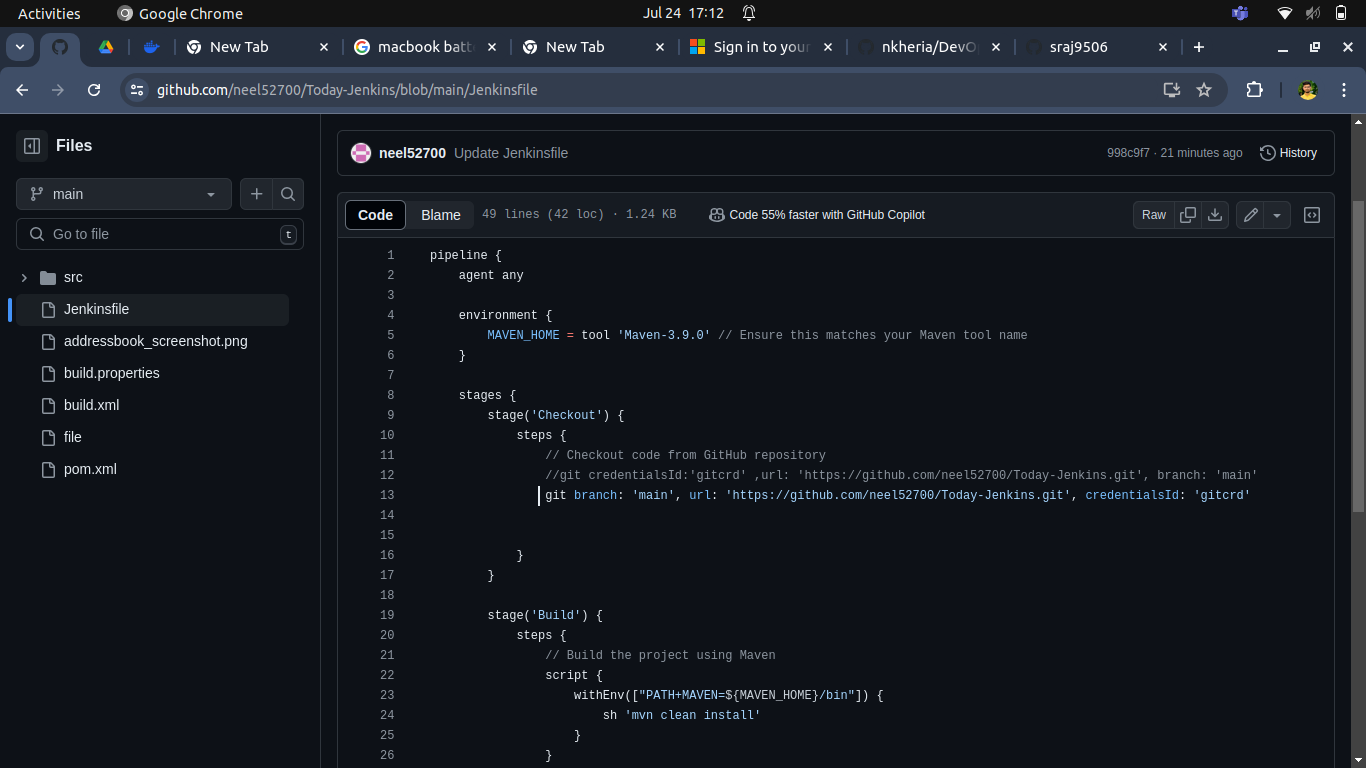 Activities Google Chrome Jul 24 17:12
New Tab macbook batt New Tab Sign in to your nkheria/DevO sraj9506
github.com/neel52700/Today-Jenkins/blob/main/Jenkinsfile
Files
main
Go to file t
src
Jenkinsfile
addressbook_screenshot.png
build.properties
build.xml
file
pom.xml
neel52700 Update Jenkinsfile 998c9f7 · 21 minutes ago History
Code Blame 49 lines (42 loc) · 1.24 KB Code 55% faster with GitHub Copilot Raw
1 pipeline {
2 agent any
3
4 environment {
5 MAVEN_HOME = tool 'Maven-3.9.0' // Ensure this matches your Maven tool name
6 }
7
8 stages {
9 stage('Checkout') {
10 steps {
11 // Checkout code from GitHub repository
12 //git credentialsId:'gitcrd' ,url: 'https://github.com/neel52700/Today-Jenkins.git', branch: 'main'
13 git branch: 'main', url: 'https://github.com/neel52700/Today-Jenkins.git', credentialsId: 'gitcrd'
14
15
16 }
17 }
18
19 stage('Build') {
20 steps {
21 // Build the project using Maven
22 script {
23 withEnv(["PATH+MAVEN=${MAVEN_HOME}/bin"]) {
24 sh 'mvn clean install'
25 }
26 }